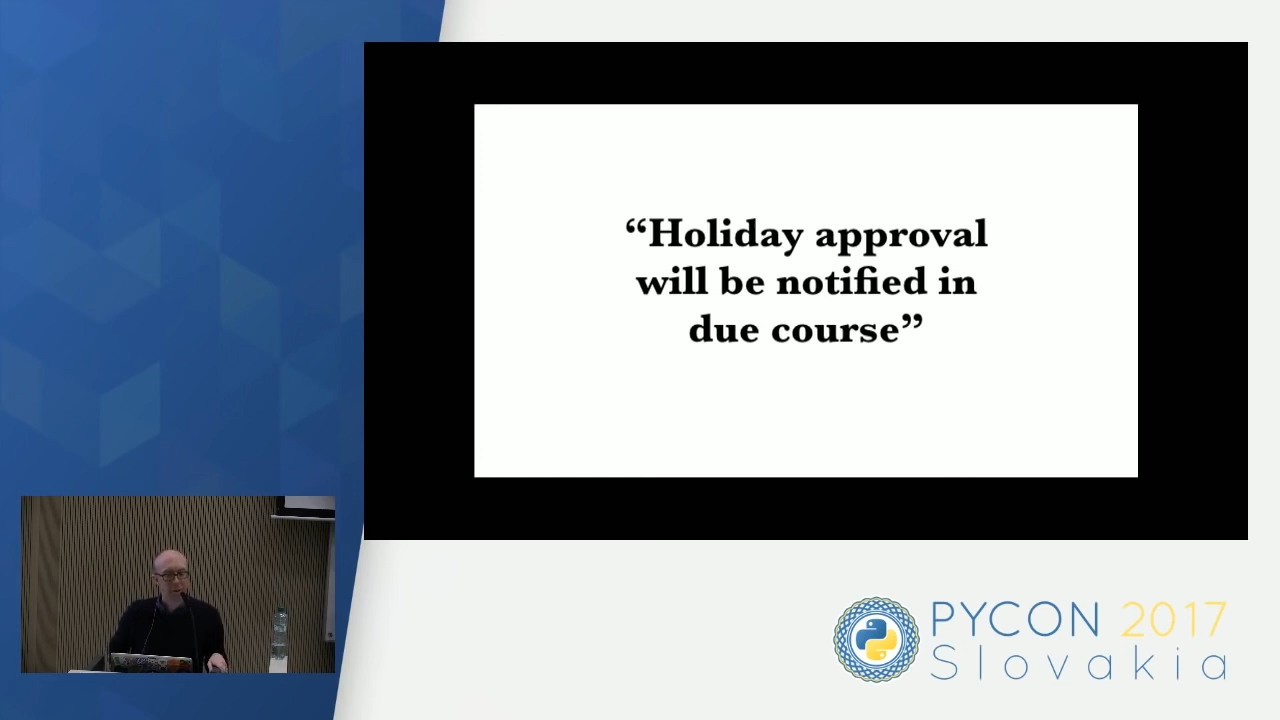 “Holiday approval
will be notified in
due course”
PYCON 2017
Slovakia